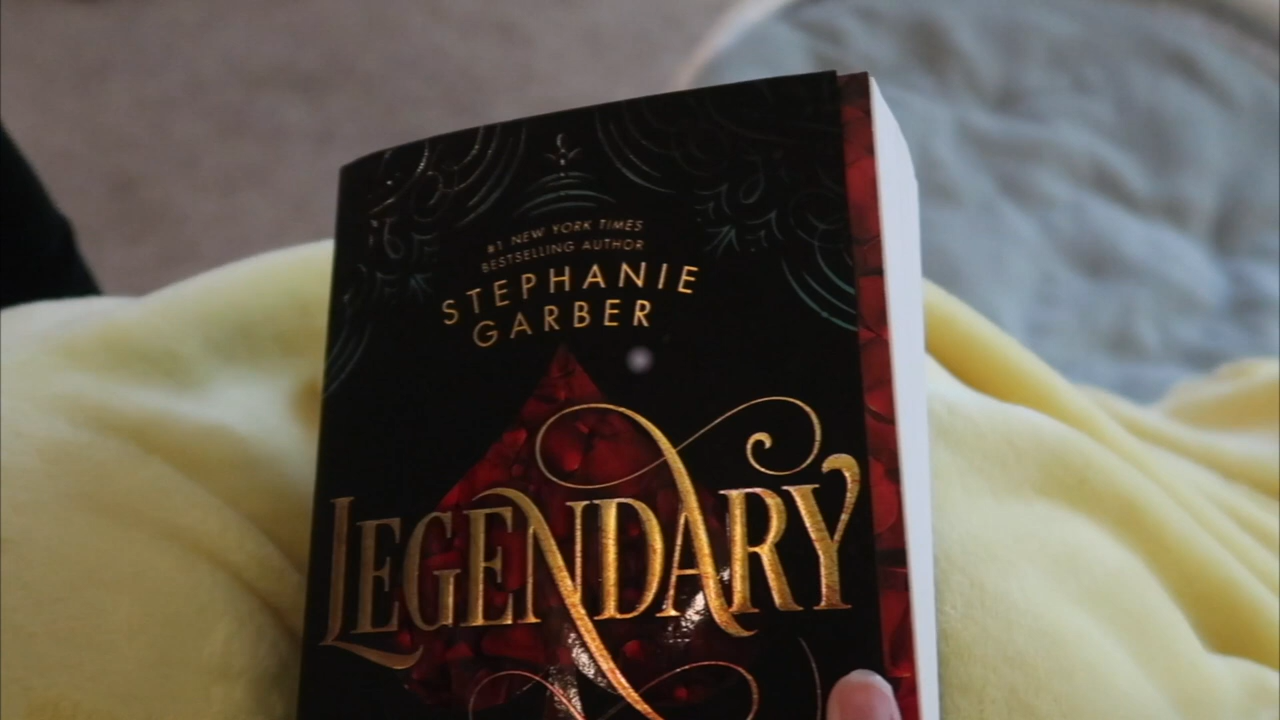 #1 NEW YORK TIMES
BESTSELLING AUTHOR
STEPHANIE
GARBER
LEGENDARY